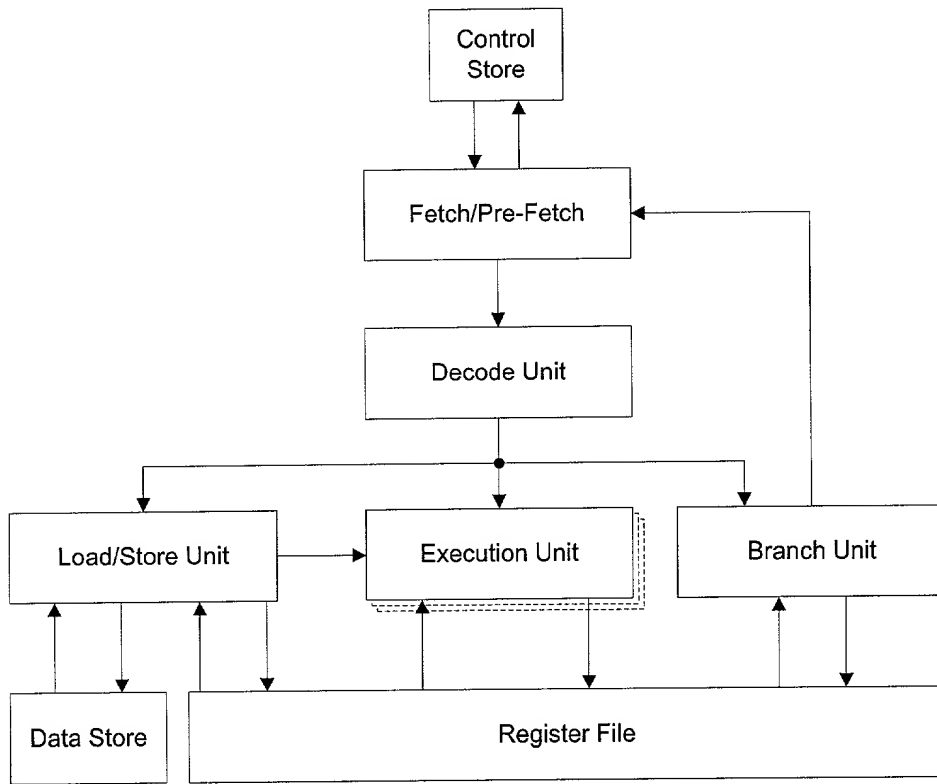 Control
Store
Fetch/Pre-Fetch
Decode Unit
Load/Store Unit
Execution Unit
Branch Unit
Data Store
Register File